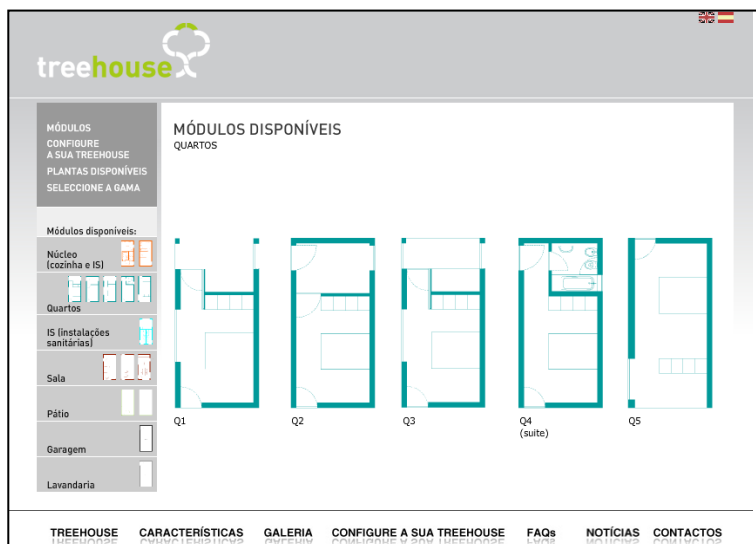 treehouse
MÓDULOS
CONFIGURE
A SUA TREEHOUSE
PLANTAS DISPONÍVEIS
SELECCIONE A GAMA
Módulos disponíveis:
Núcleo
(cozinha e IS)
Quartos
IS (instalações
sanitárias)
Sala
Pátio
Garagem
Lavandaria
MÓDULOS DISPONÍVEIS
QUARTOS
Q1
Q2
Q3
Q4
(suite)
Q5
TREEHOUSE CARACTERÍSTICAS GALERIA CONFIGURE A SUA TREEHOUSE FAQs NOTÍCIAS CONTACTOS